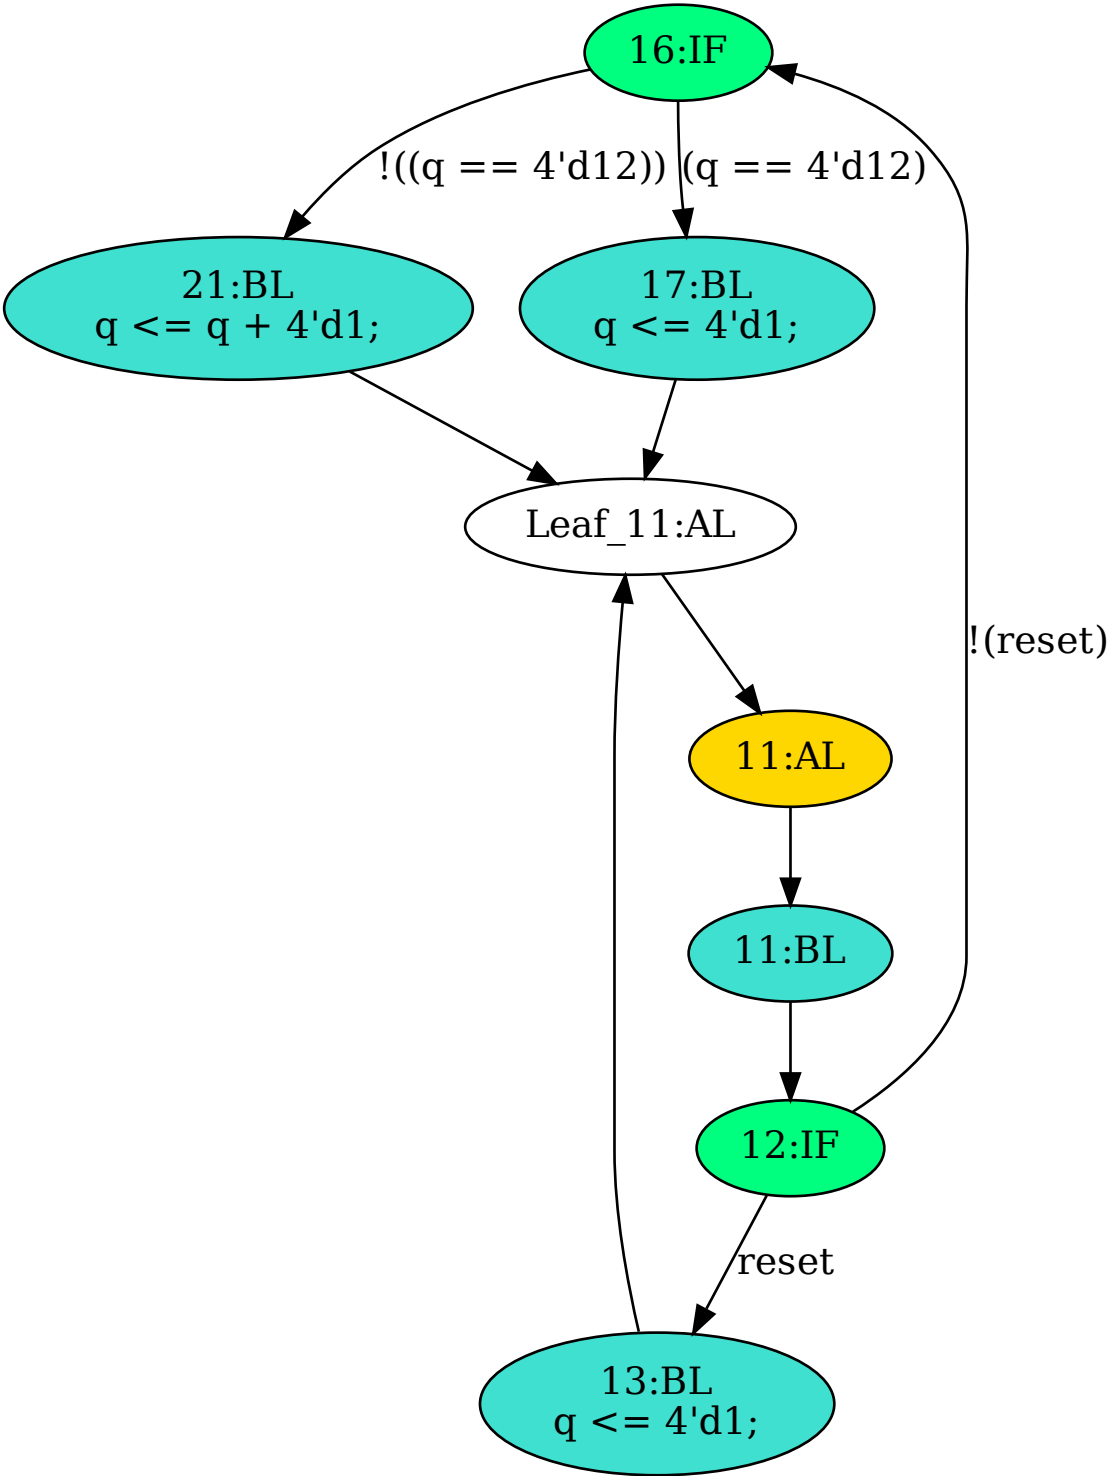 16:IF
!((q == 4'd12))
(q == 4'd12)
21:BL
q <= q + 4'd1;
17:BL
q <= 4'd1;
Leaf_11:AL
!(reset)
11:AL
11:BL
12:IF
reset
13:BL
q <= 4'd1;